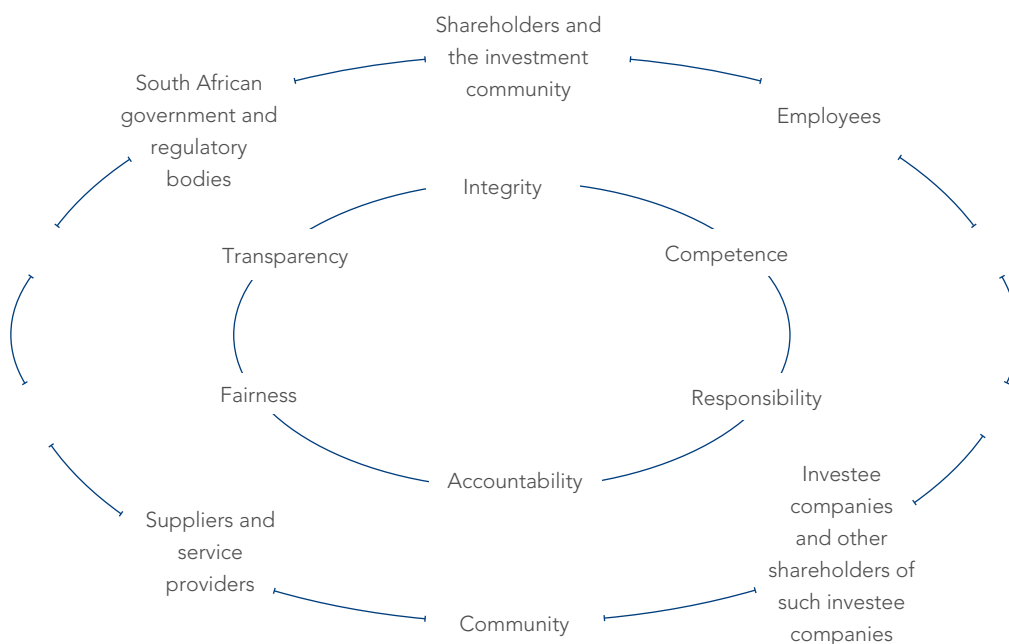 Shareholders and
the investment
community
South African
government and
regulatory
bodies
Employees
Integrity
Transparency
Competence
Fairness
Responsibility
Accountability
Suppliers and
service
providers
Investee
companies
and other
shareholders of
such investee
companies
Community